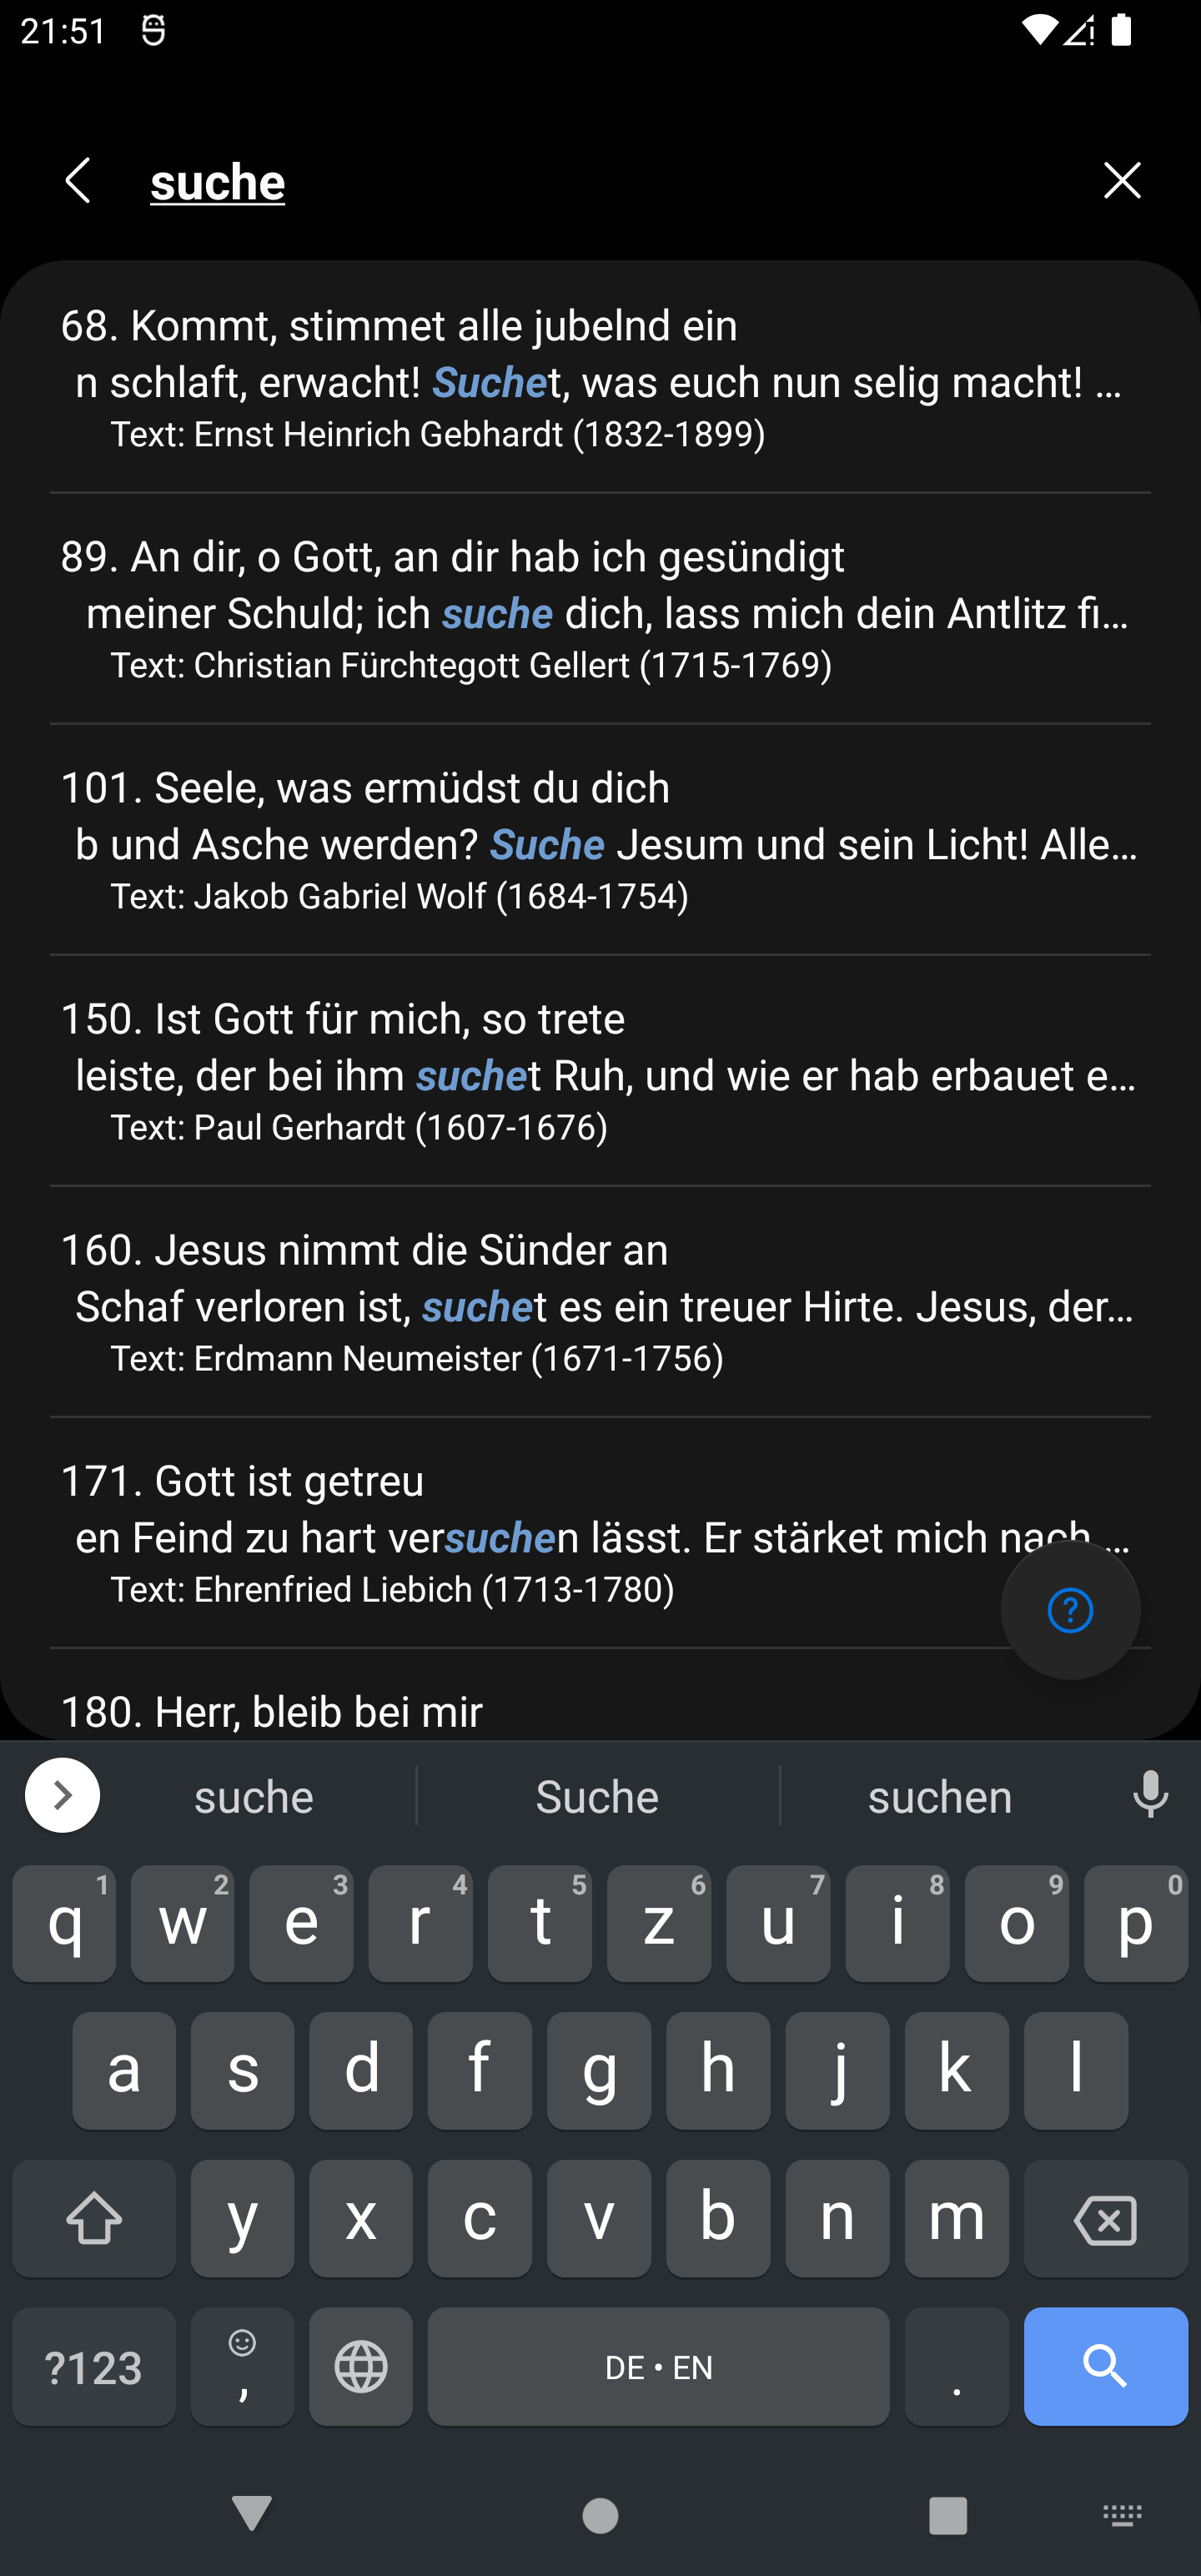 21:51
suche
68. Kommt, stimmet alle jubelnd ein
n schlaft, erwacht! Suchet, was euch nun selig macht! …
Text: Ernst Heinrich Gebhardt (1832-1899)
89. An dir, o Gott, an dir hab ich gesündigt
meiner Schuld; ich suche dich, lass mich dein Antlitz fi…
Text: Christian Fürchtegott Gellert (1715-1769)
101. Seele, was ermüdst du dich
b und Asche werden? Suche Jesum und sein Licht! Alle…
Text: Jakob Gabriel Wolf (1684-1754)
150. Ist Gott für mich, so trete
leiste, der bei ihm suchet Ruh, und wie er hab erbauet e…
Text: Paul Gerhardt (1607-1676)
160. Jesus nimmt die Sünder an
Schaf verloren ist, suchet es ein treuer Hirte. Jesus, der…
Text: Erdmann Neumeister (1671-1756)
171. Gott ist getreu
en Feind zu hart versuchen lässt. Er stärket mich nach …
Text: Ehrenfried Liebich (1713-1780)
180. Herr, bleib bei mir
suche Suche suchen
q 1 w 2 e 3 r 4 t 5 z 6 u 7 i 8 o 9 p 0
a s d f g h j k l
y x c v b n m
?123 , DE • EN .